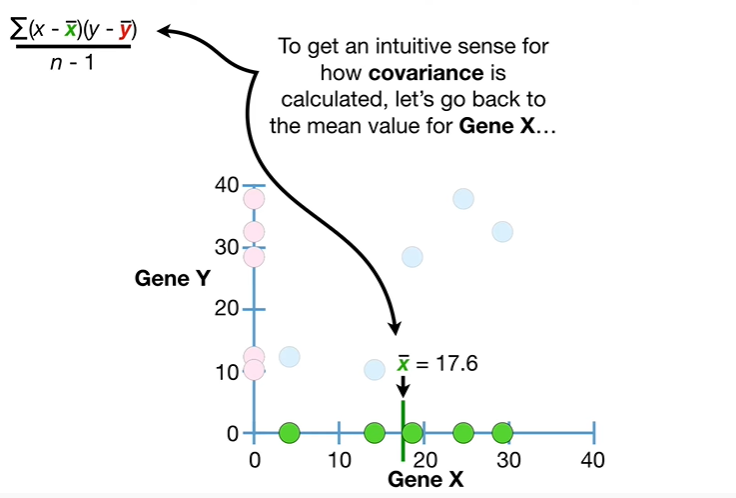 ∑(x - x̅)(y - y̅)
n - 1
To get an intuitive sense for
how covariance is
calculated, let’s go back to
the mean value for Gene X…
40
30
Gene Y
20
10
x̅ = 17.6
0
0 10 20 30 40
Gene X